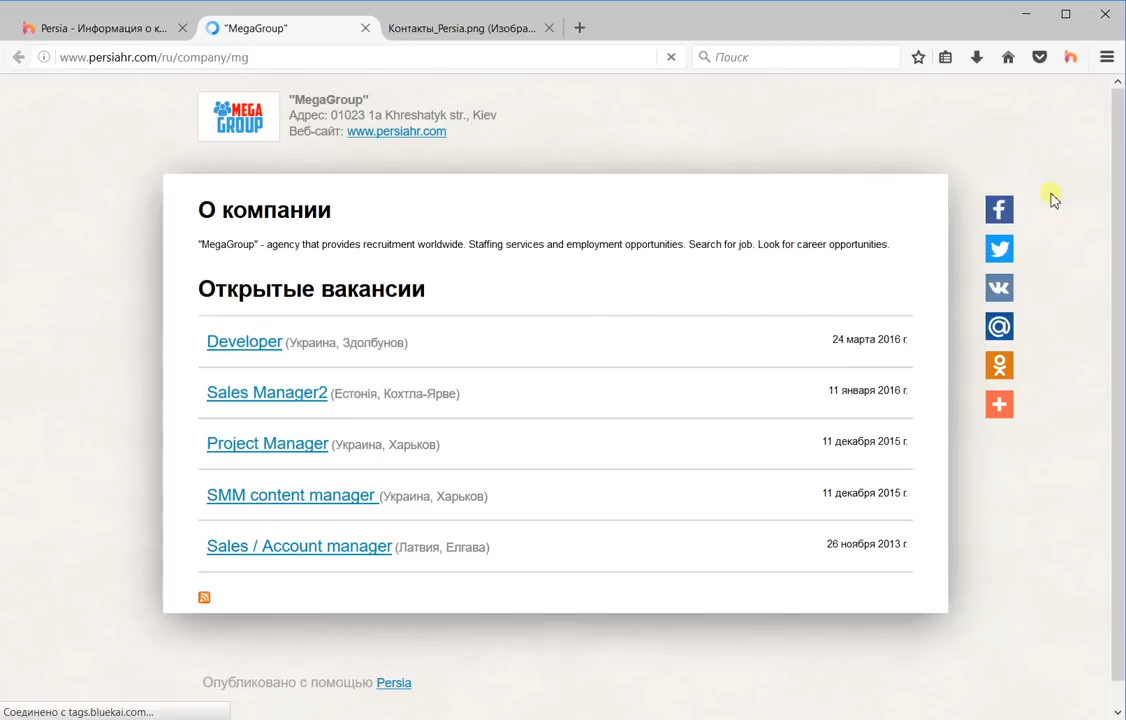 Persia - Информация о к...
"MegaGroup"
Контакты_Persia.png (Изобра...
www.persiahr.com/ru/company/mg
Поиск
MEGA
GROUP
"MegaGroup"
Адрес: 01023 1a Khreshatyk str., Kiev
Веб-сайт: www.persiahr.com
О компании
"MegaGroup" - agency that provides recruitment worldwide. Staffing services and employment opportunities. Search for job. Look for career opportunities.
Открытые вакансии
Developer (Украина, Здолбунов) 24 марта 2016 г.
Sales Manager2 (Естонія, Кохтла-Ярве) 11 января 2016 г.
Project Manager (Украина, Харьков) 11 декабря 2015 г.
SMM content manager (Украина, Харьков) 11 декабря 2015 г.
Sales / Account manager (Латвия, Елгава) 26 ноября 2013 г.
Опубликовано с помощью Persia
Соединено с tags.bluekai.com...